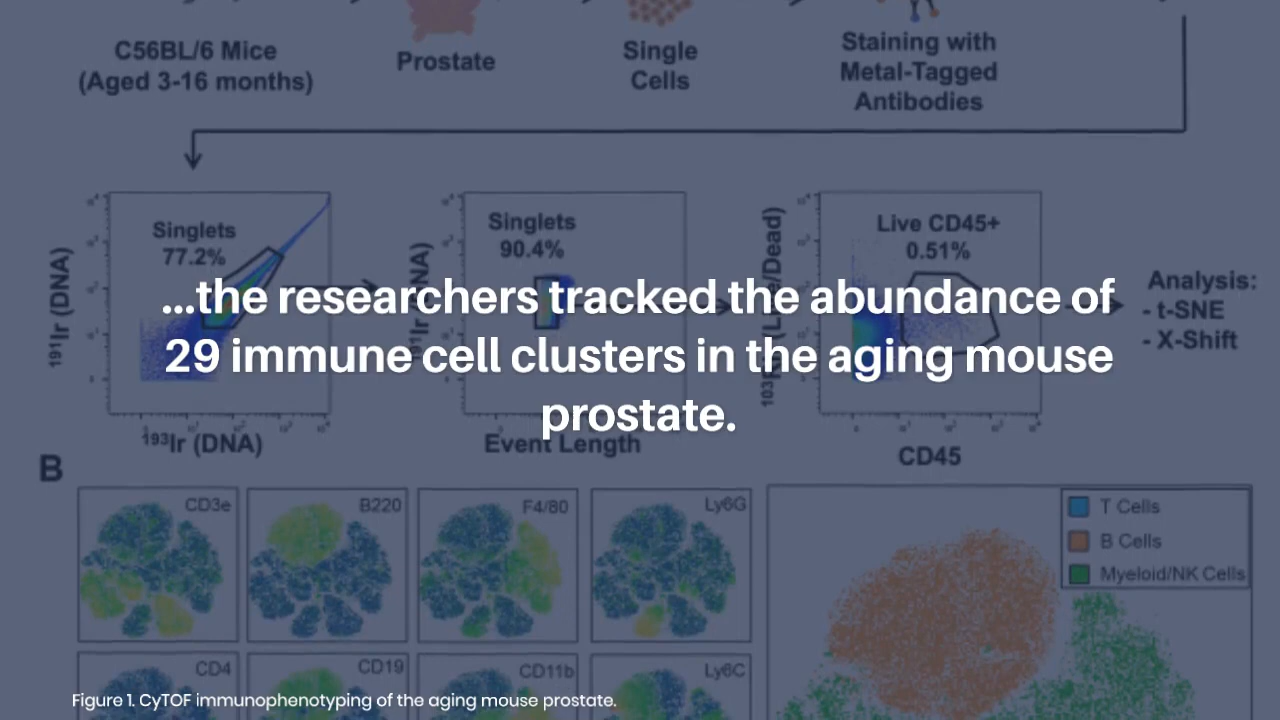 C56BL/6 Mice
(Aged 3-16 months)
Prostate
Single
Cells
Staining with
Metal-Tagged
Antibodies
Singlets
77.2%
191Ir (DNA)
193Ir (DNA)
Singlets
90.4%
Event Length
Live CD45+
0.51%
CD45
Analysis:
- t-SNE
- X-Shift
...the researchers tracked the abundance of
29 immune cell clusters in the aging mouse
prostate.
B
CD3e
B220
F4/80
Ly6G
CD4
CD19
CD11b
Ly6C
T Cells
B Cells
Myeloid/NK Cells
Figure 1. CyTOF immunophenotyping of the aging mouse prostate.